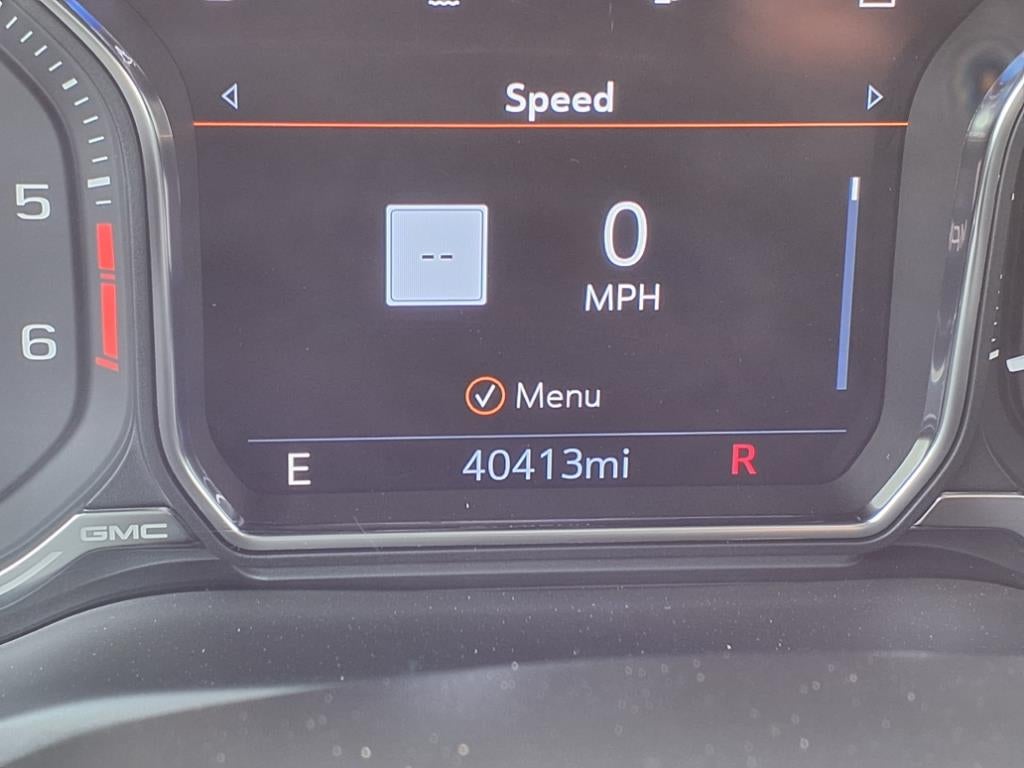 Speed
5
--
0
MPH
6
Menu
E 40413mi R
GMC